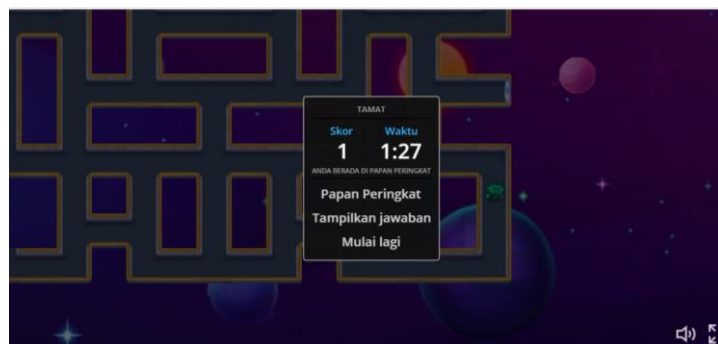 TAMAT
Skor Waktu
1 1:27
ANDA BERADA DI PAPAN PERINGKAT
Papan Peringkat
Tampilkan jawaban
Mulai lagi